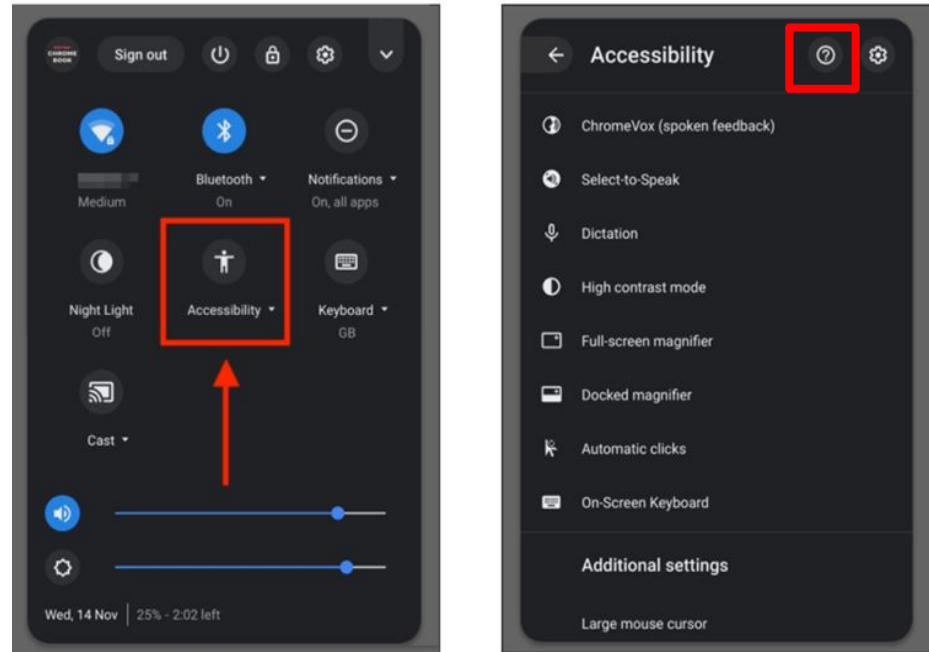 CHROME
BOOK
Sign out
Medium
Bluetooth
On
Notifications
On, all apps
Night Light
Off
Accessibility
Keyboard
GB
Cast
Wed, 14 Nov
25% - 2:02 left
Accessibility
ChromeVox (spoken feedback)
Select-to-Speak
Dictation
High contrast mode
Full-screen magnifier
Docked magnifier
Automatic clicks
On-Screen Keyboard
Additional settings
Large mouse cursor